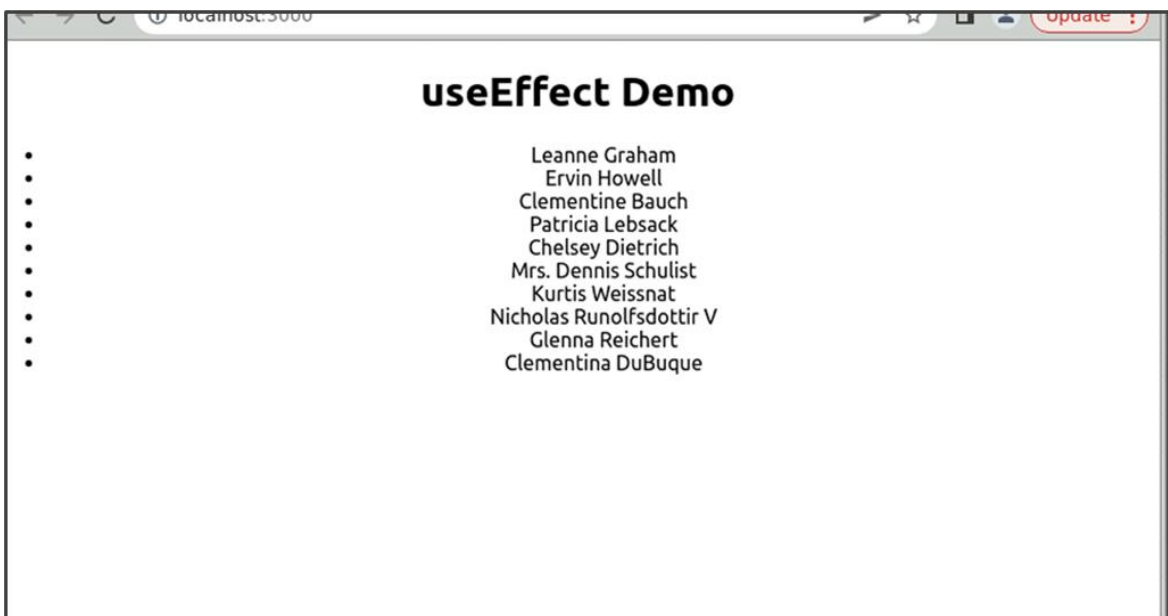 localhost:3000
Update
useEffect Demo
Leanne Graham
Ervin Howell
Clementine Bauch
Patricia Lebsack
Chelsey Dietrich
Mrs. Dennis Schulist
Kurtis Weissnat
Nicholas Runolfsdottir V
Glenna Reichert
Clementina DuBuque